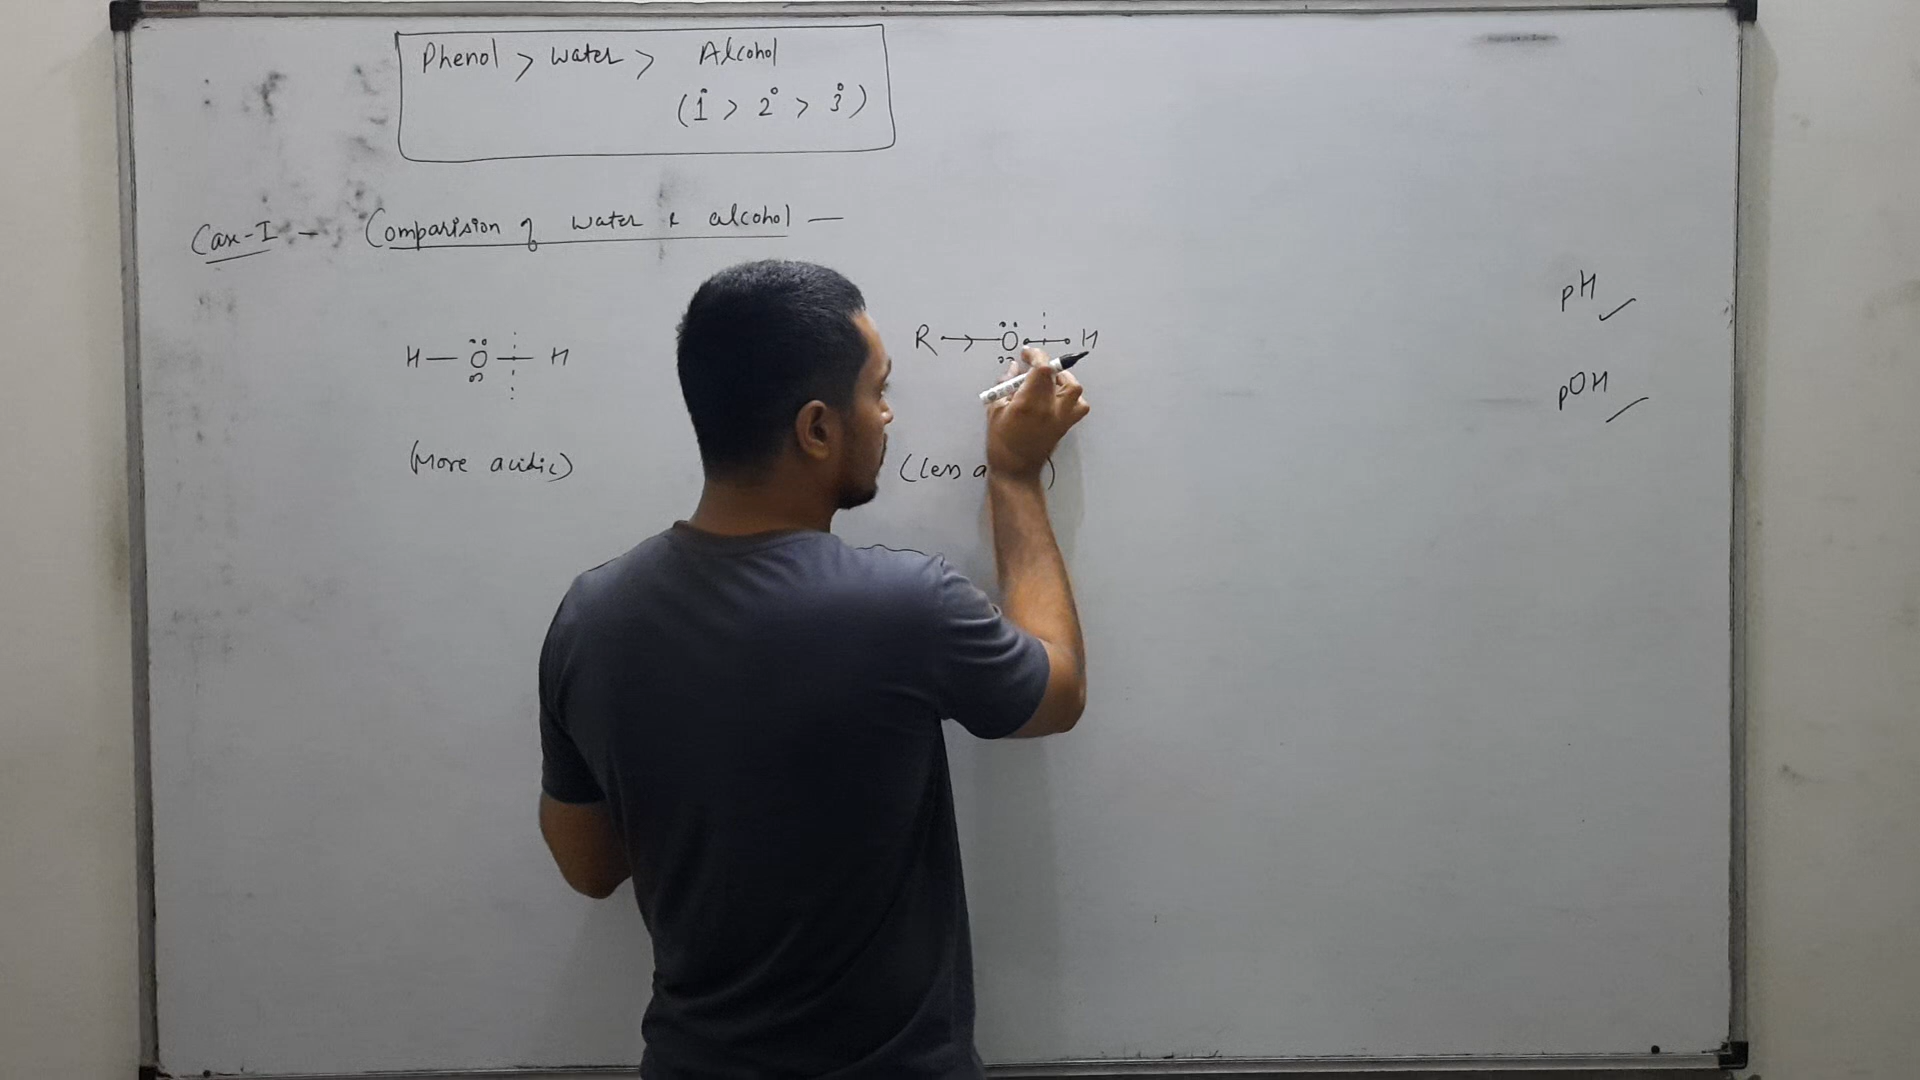 Phenol > water > Alcohol
(1° > 2° > 3°)
Case-I - Comparision of water & alcohol —
H — O — H
R → O — H
(More acidic)
(Less a )
pH
pOH